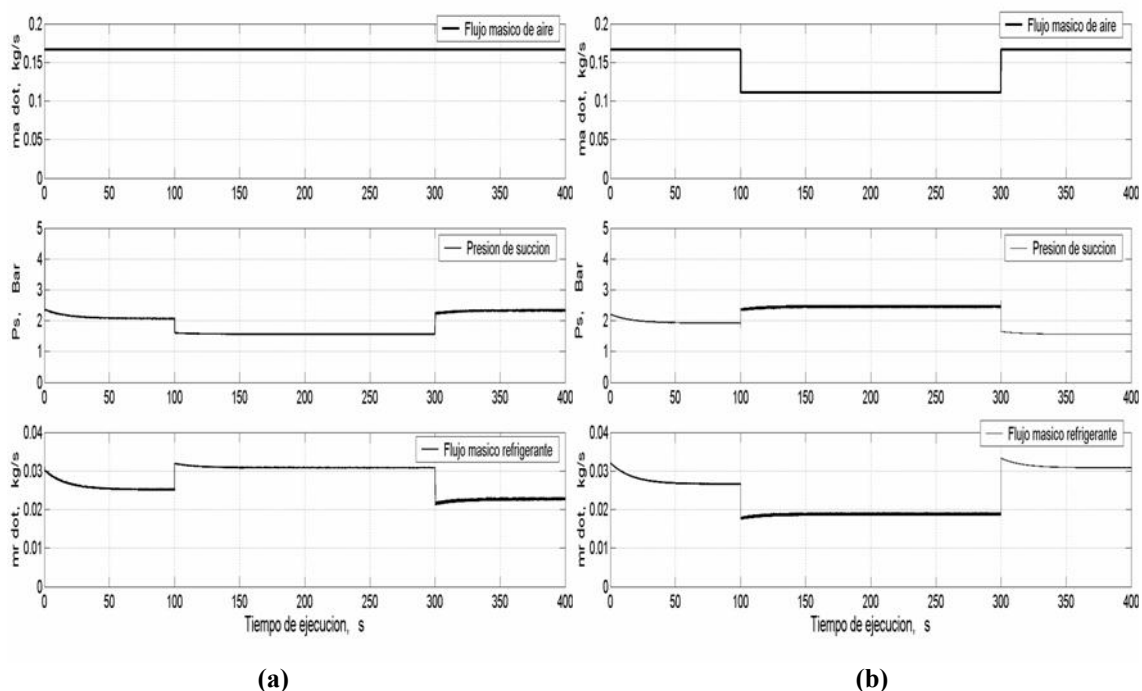 0.2
0.15
0.1
0.05
0
ma dot, kg/s
Flujo masico de aire
0 50 100 150 200 250 300 350 400
5
4
3
2
1
0
Ps, Bar
Presion de succion
0 50 100 150 200 250 300 350 400
0.04
0.03
0.02
0.01
0
mr dot, kg/s
Flujo masico refrigerante
0 50 100 150 200 250 300 350 400
Tiempo de ejecucion, s
(a)
0.2
0.15
0.1
0.05
0
ma dot, kg/s
Flujo masico de aire
0 50 100 150 200 250 300 350 400
5
4
3
2
1
0
Ps, Bar
Presion de succion
0 50 100 150 200 250 300 350 400
0.04
0.03
0.02
0.01
0
mr dot, kg/s
Flujo masico refrigerante
0 50 100 150 200 250 300 350 400
Tiempo de ejecucion, s
(b)